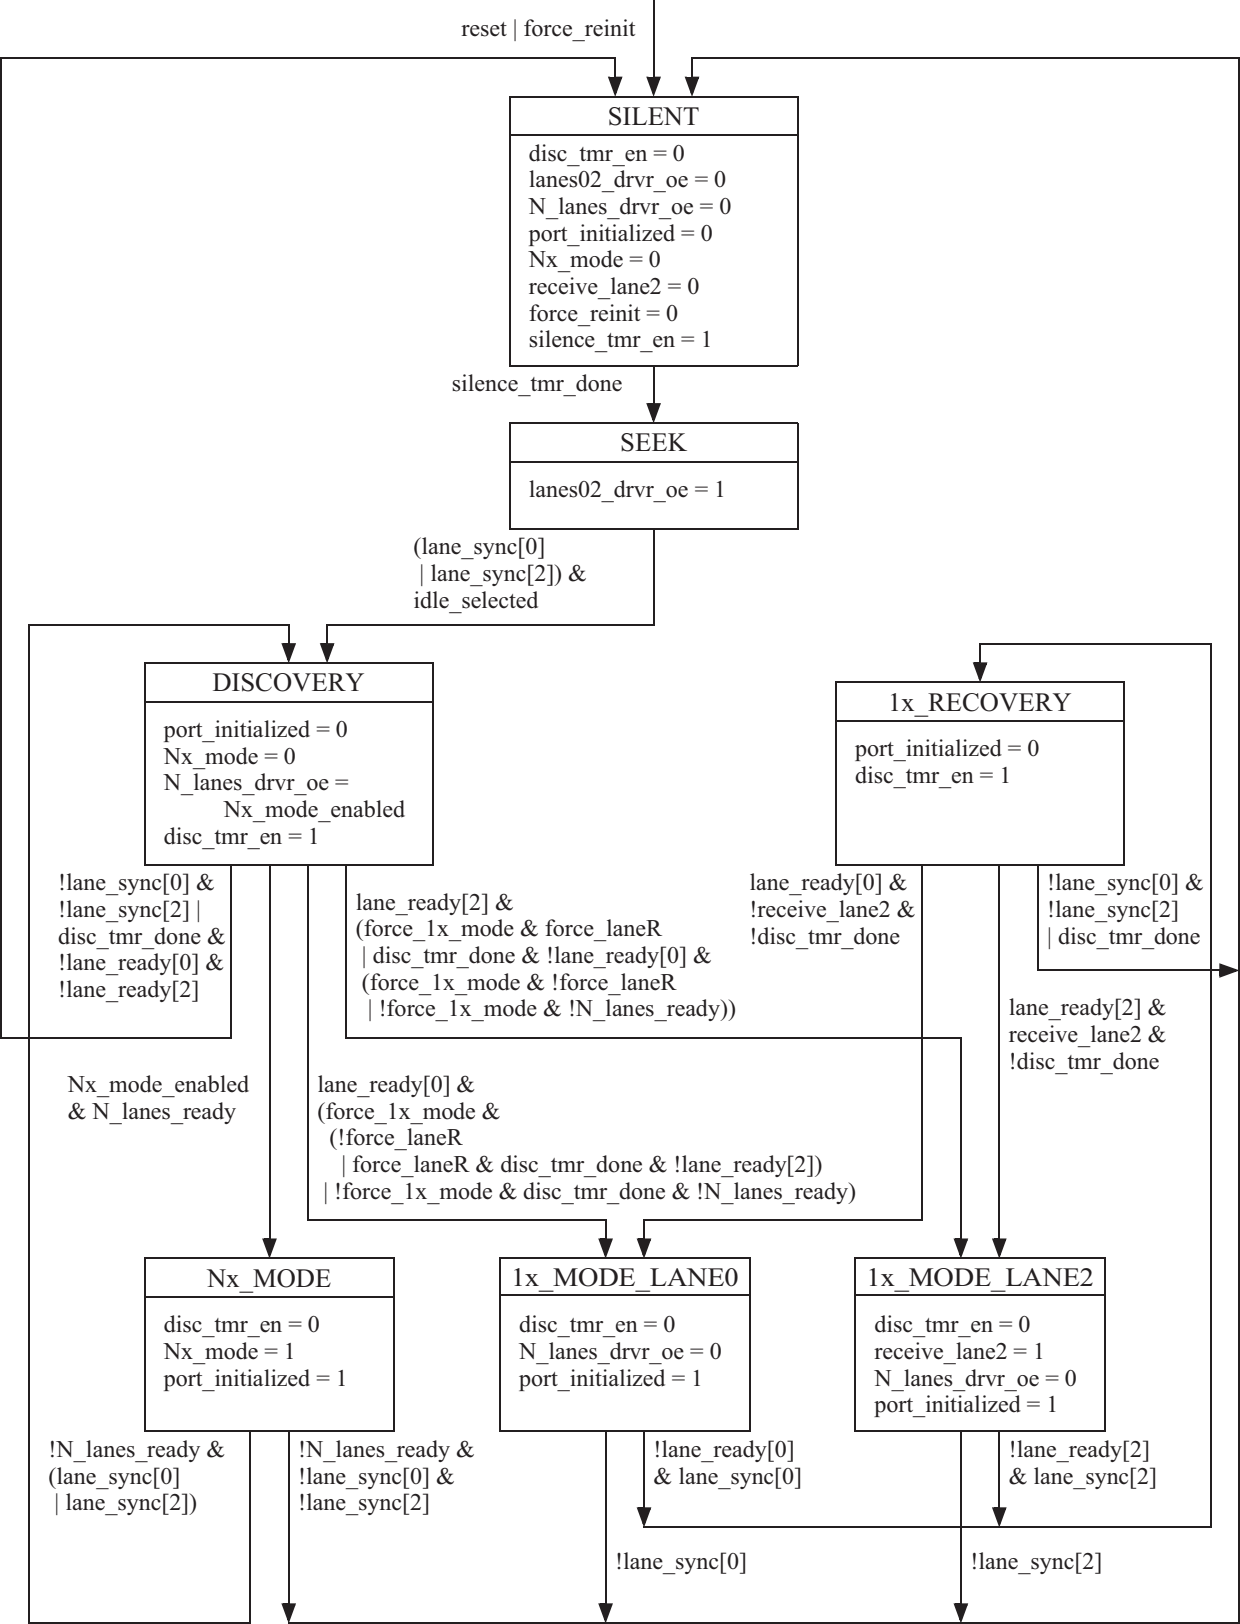 reset | force_reinit
SILENT
disc_tmr_en = 0
lanes02_drvr_oe = 0
N_lanes_drvr_oe = 0
port_initialized = 0
Nx_mode = 0
receive_lane2 = 0
force_reinit = 0
silence_tmr_en = 1
silence_tmr_done
SEEK
lanes02_drvr_oe = 1
(lane_sync[0]
| lane_sync[2]) &
idle_selected
DISCOVERY
port_initialized = 0
Nx_mode = 0
N_lanes_drvr_oe =
Nx_mode_enabled
disc_tmr_en = 1
1x_RECOVERY
port_initialized = 0
disc_tmr_en = 1
!lane_sync[0] &
!lane_sync[2] |
disc_tmr_done &
!lane_ready[0] &
!lane_ready[2]
lane_ready[2] &
(force_1x_mode & force_laneR
| disc_tmr_done & !lane_ready[0] &
(force_1x_mode & !force_laneR
| !force_1x_mode & !N_lanes_ready))
lane_ready[0] &
!receive_lane2 &
!disc_tmr_done
!lane_sync[0] &
!lane_sync[2]
| disc_tmr_done
lane_ready[2] &
receive_lane2 &
!disc_tmr_done
Nx_mode_enabled
& N_lanes_ready
lane_ready[0] &
(force_1x_mode &
(!force_laneR
| force_laneR & disc_tmr_done & !lane_ready[2])
| !force_1x_mode & disc_tmr_done & !N_lanes_ready)
Nx_MODE
disc_tmr_en = 0
Nx_mode = 1
port_initialized = 1
1x_MODE_LANE0
disc_tmr_en = 0
N_lanes_drvr_oe = 0
port_initialized = 1
1x_MODE_LANE2
disc_tmr_en = 0
receive_lane2 = 1
N_lanes_drvr_oe = 0
port_initialized = 1
!N_lanes_ready &
(lane_sync[0]
| lane_sync[2])
!N_lanes_ready &
!lane_sync[0] &
!lane_sync[2]
!lane_ready[0]
& lane_sync[0]
!lane_ready[2]
& lane_sync[2]
!lane_sync[0]
!lane_sync[2]